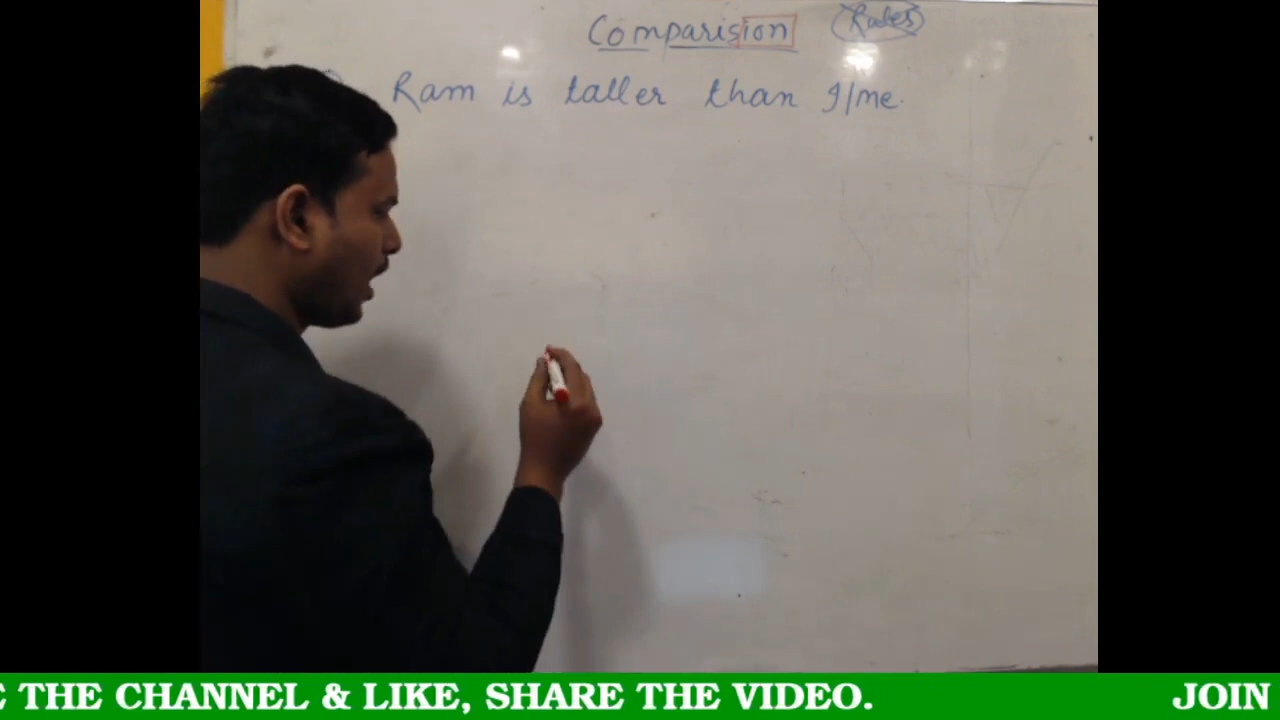 Comparision Rules
Ram is taller than I/me.
E THE CHANNEL & LIKE, SHARE THE VIDEO. JOIN